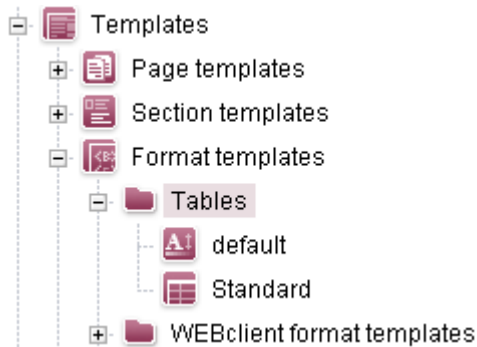 Templates
Page templates
Section templates
Format templates
Tables
default
Standard
WEBclient format templates